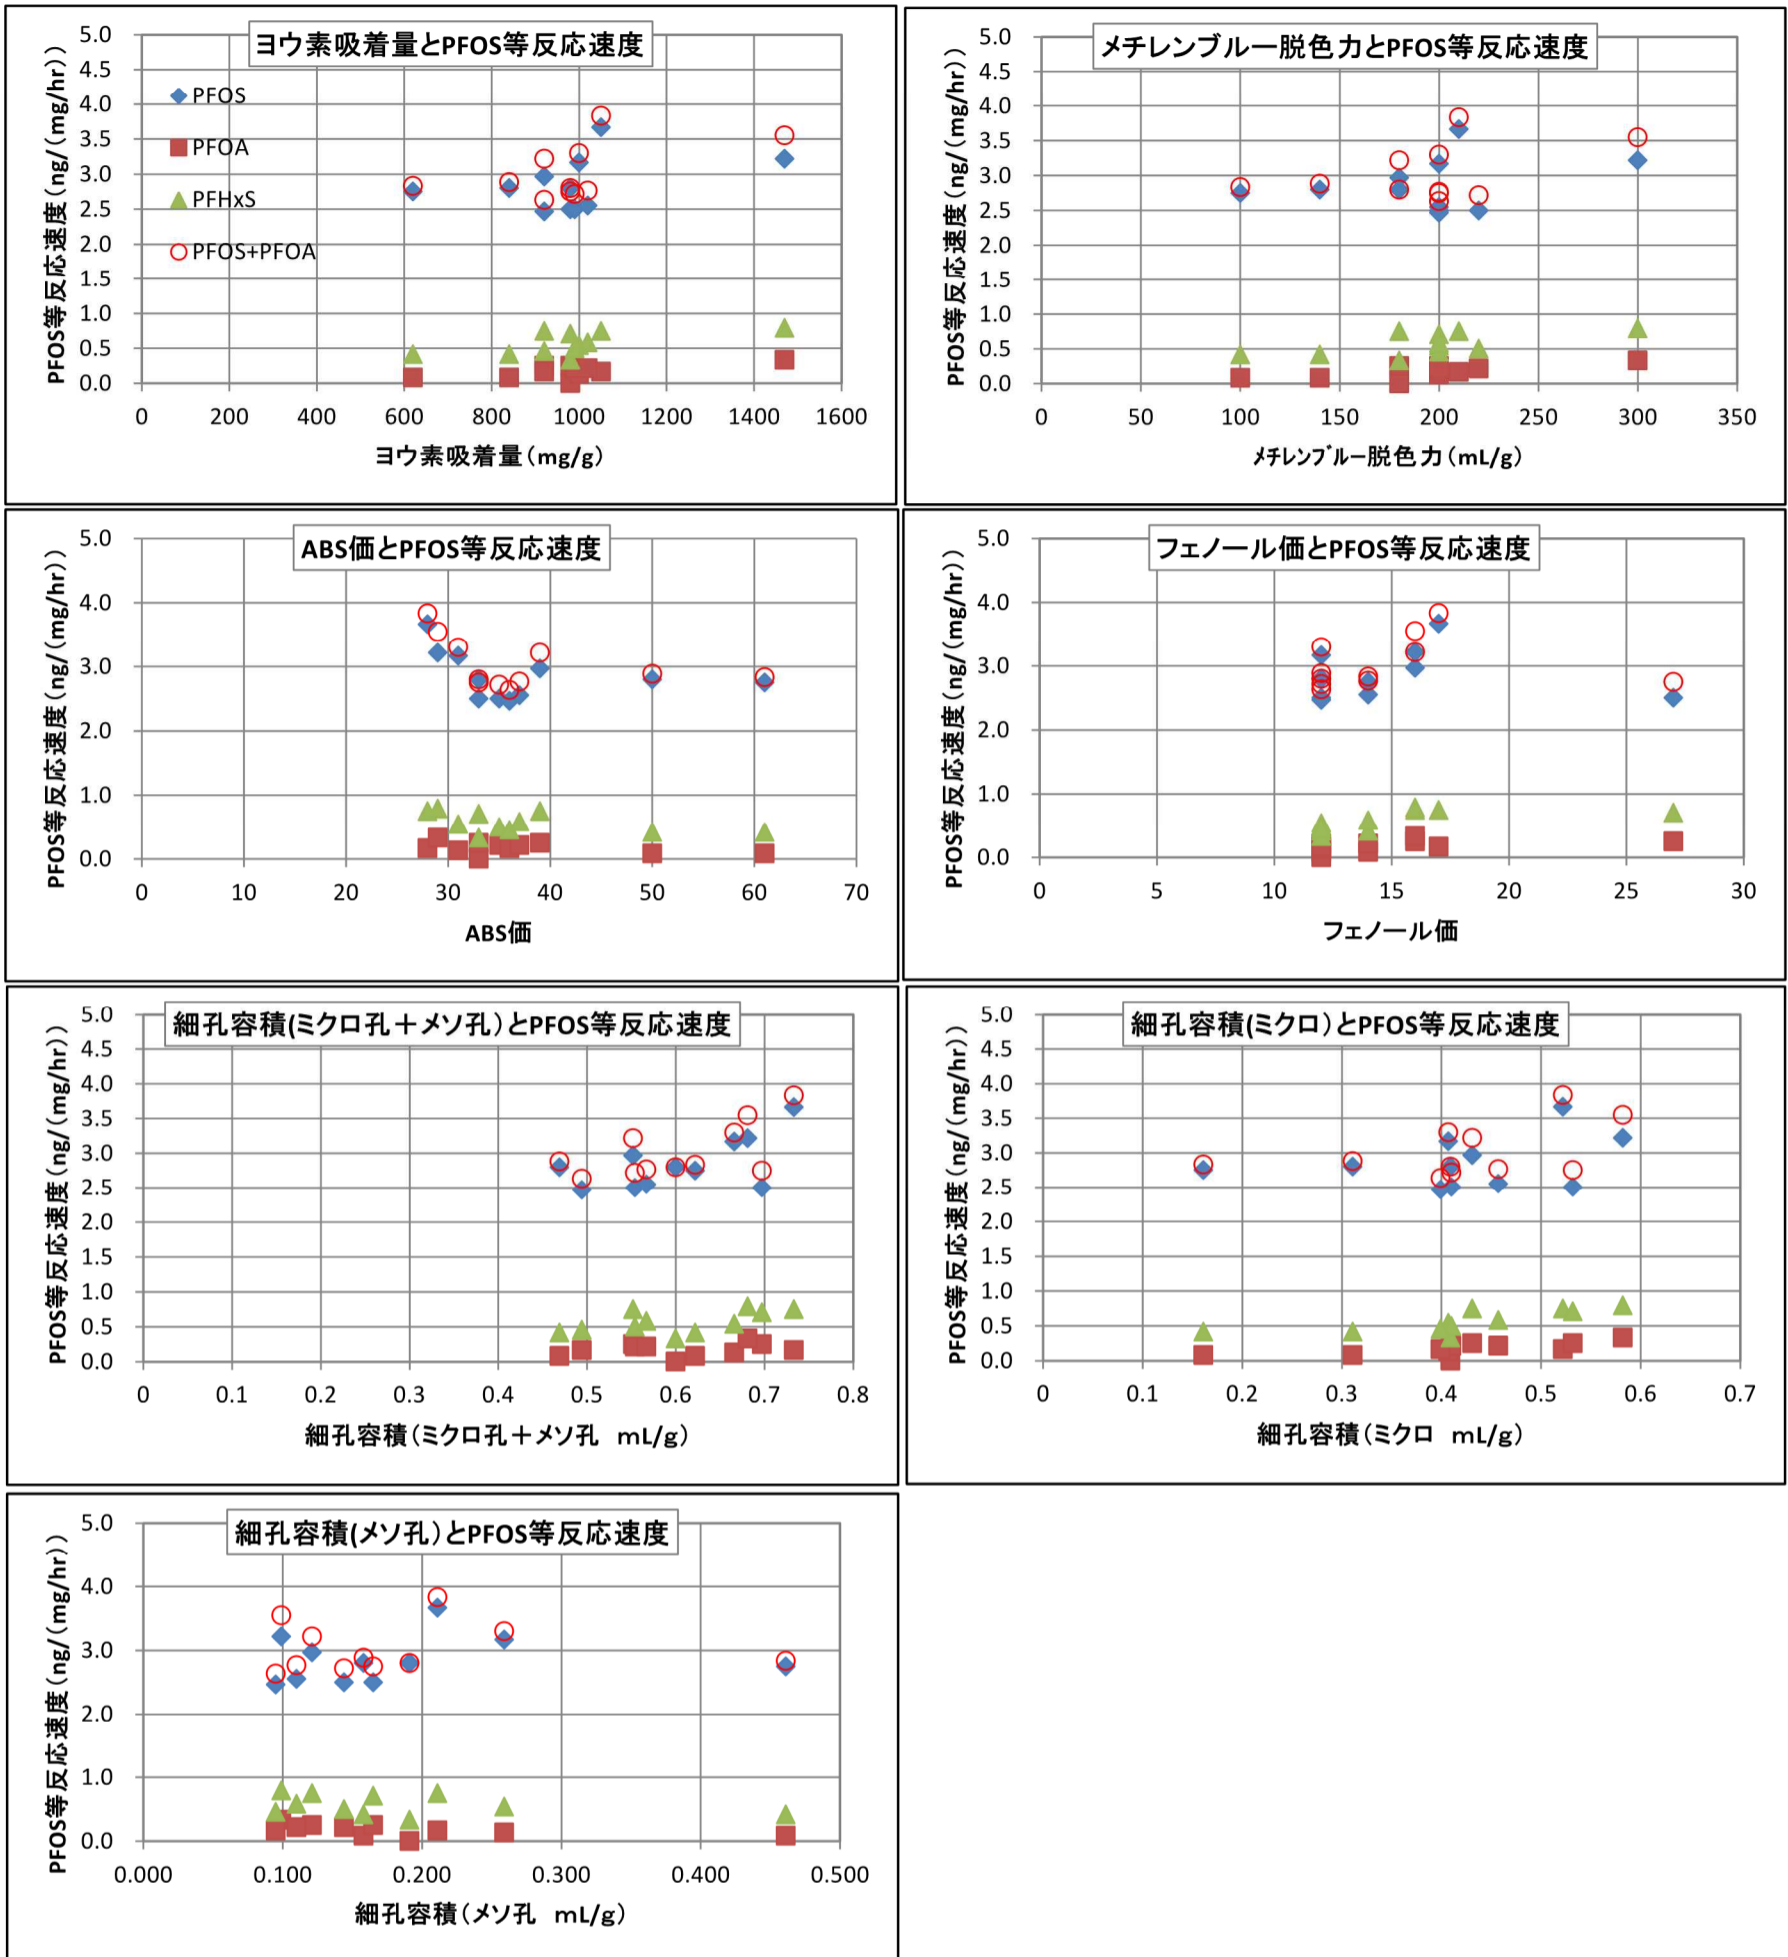 ヨウ素吸着量とPFOS等反応速度
PFOS等反応速度(ng/(mg/hr))
5.0
4.5
4.0
3.5
3.0
2.5
2.0
1.5
1.0
0.5
0.0
PFOS
PFOA
PFHxS
PFOS+PFOA
0 200 400 600 800 1000 1200 1400 1600
ヨウ素吸着量(mg/g)
メチレンブルー脱色力とPFOS等反応速度
PFOS等反応速度(ng/(mg/hr))
5.0
4.5
4.0
3.5
3.0
2.5
2.0
1.5
1.0
0.5
0.0
0 50 100 150 200 250 300 350
メチレンブルー脱色力(mL/g)
ABS価とPFOS等反応速度
PFOS等反応速度(ng/(mg/hr))
5.0
4.0
3.0
2.0
1.0
0.0
0 10 20 30 40 50 60 70
ABS価
フェノール価とPFOS等反応速度
PFOS等反応速度(ng/(mg/hr))
5.0
4.0
3.0
2.0
1.0
0.0
0 5 10 15 20 25 30
フェノール価
細孔容積(ミクロ孔+メソ孔)とPFOS等反応速度
PFOS等反応速度(ng/(mg/hr))
5.0
4.5
4.0
3.5
3.0
2.5
2.0
1.5
1.0
0.5
0.0
0 0.1 0.2 0.3 0.4 0.5 0.6 0.7 0.8
細孔容積(ミクロ孔+メソ孔 mL/g)
細孔容積(ミクロ)とPFOS等反応速度
PFOS等反応速度(ng/(mg/hr))
5.0
4.5
4.0
3.5
3.0
2.5
2.0
1.5
1.0
0.5
0.0
0 0.1 0.2 0.3 0.4 0.5 0.6 0.7
細孔容積(ミクロ mL/g)
細孔容積(メソ孔)とPFOS等反応速度
PFOS等反応速度(ng/(mg/hr))
5.0
4.0
3.0
2.0
1.0
0.0
0.000 0.100 0.200 0.300 0.400 0.500
細孔容積(メソ孔 mL/g)